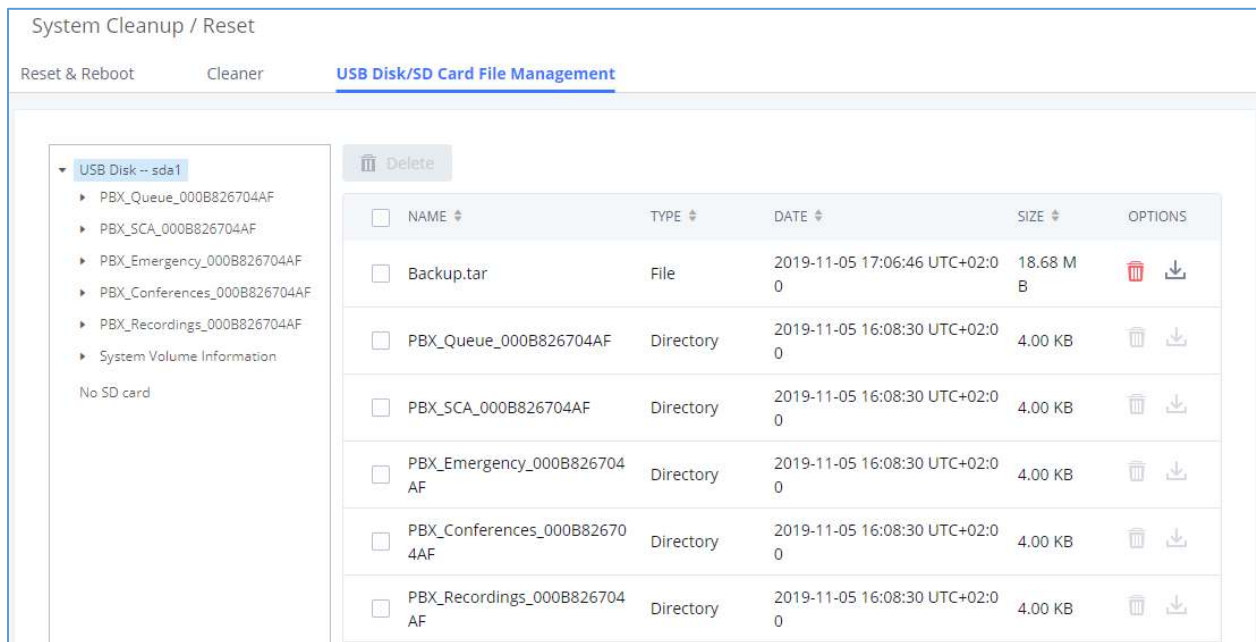 System Cleanup / Reset
Reset & Reboot
Cleaner
USB Disk/SD Card File Management
USB Disk -- sda1
PBX_Queue_000B826704AF
PBX_SCA_000B826704AF
PBX_Emergency_000B826704AF
PBX_Conferences_000B826704AF
PBX_Recordings_000B826704AF
System Volume Information
No SD card
Delete
NAME TYPE DATE SIZE OPTIONS
Backup.tar File 2019-11-05 17:06:46 UTC+02:0 18.68 M
0 B
PBX_Queue_000B826704AF Directory 2019-11-05 16:08:30 UTC+02:0 4.00 KB
0
PBX_SCA_000B826704AF Directory 2019-11-05 16:08:30 UTC+02:0 4.00 KB
0
PBX_Emergency_000B826704 Directory 2019-11-05 16:08:30 UTC+02:0 4.00 KB
AF 0
PBX_Conferences_000B82670 Directory 2019-11-05 16:08:30 UTC+02:0 4.00 KB
4AF 0
PBX_Recordings_000B826704 Directory 2019-11-05 16:08:30 UTC+02:0 4.00 KB
AF 0